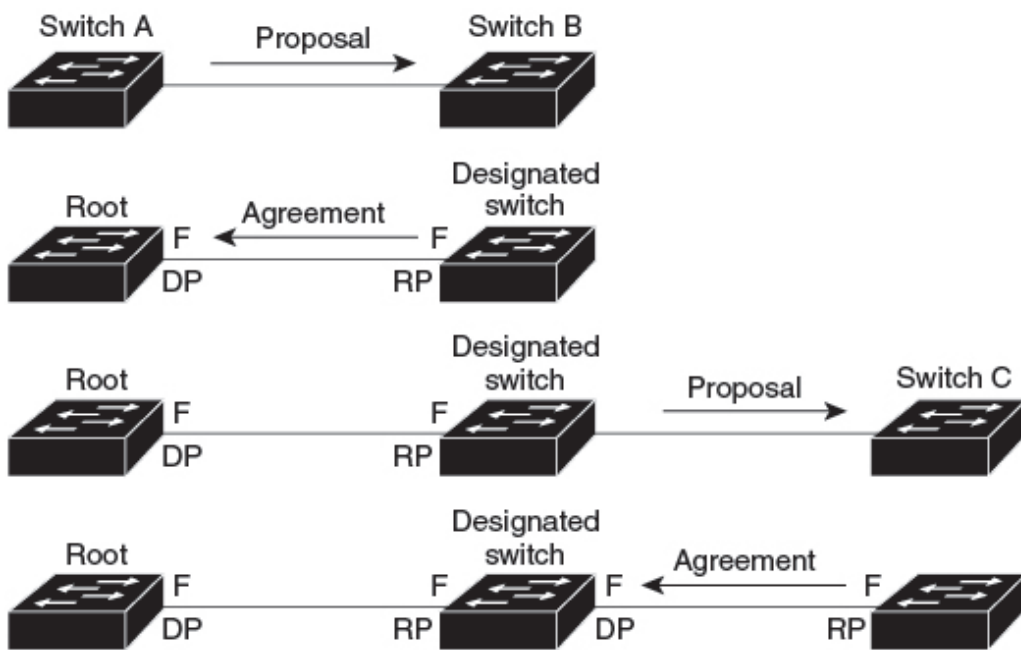 Switch A
Proposal
Switch B
Root
Agreement
Designated
switch
F
F
DP
RP
Root
Designated
switch
Proposal
Switch C
F
F
DP
RP
Root
Designated
switch
Agreement
F
F
F
F
DP
RP
DP
RP